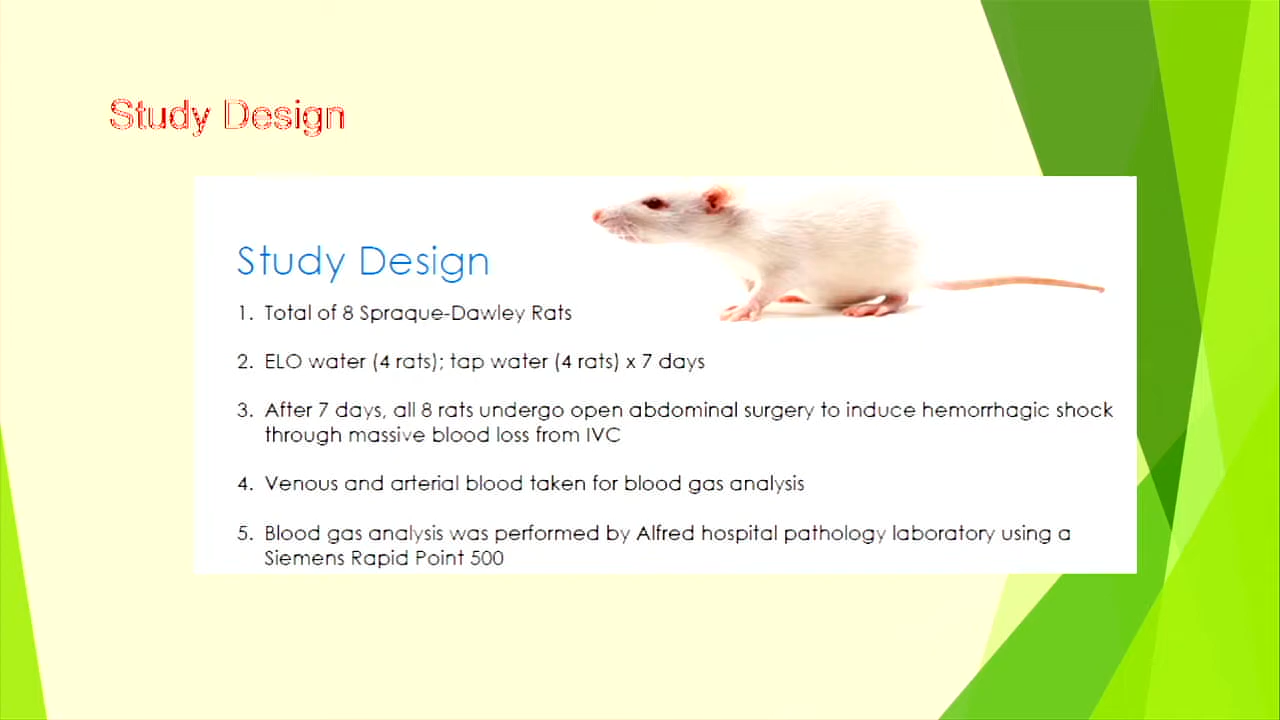 Study Design
Study Design
1. Total of 8 Spraque-Dawley Rats
2. ELO water (4 rats); tap water (4 rats) x 7 days
3. After 7 days, all 8 rats undergo open abdominal surgery to induce hemorrhagic shock
through massive blood loss from IVC
4. Venous and arterial blood taken for blood gas analysis
5. Blood gas analysis was performed by Alfred hospital pathology laboratory using a
Siemens Rapid Point 500